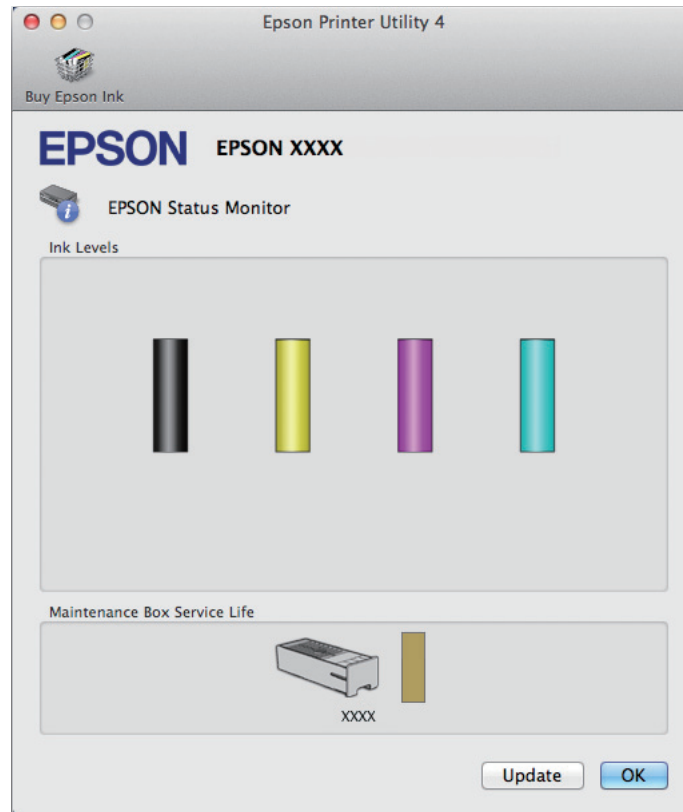 Epson Printer Utility 4
Buy Epson Ink
EPSON EPSON XXXX
EPSON Status Monitor
Ink Levels
Maintenance Box Service Life
XXXX
Update OK